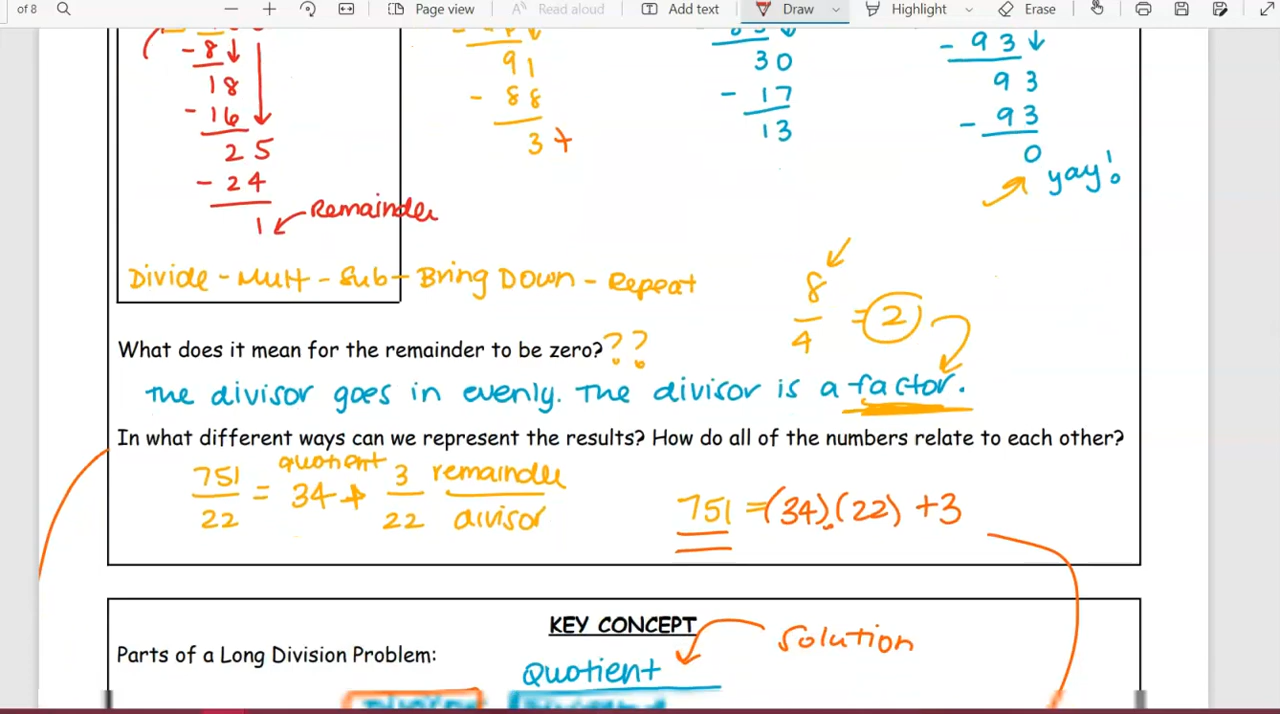 of 8 Page view Read aloud Add text Draw Highlight Erase
- 8
18
- 16
25
- 24
1 Remainder
91
- 88
3 +
30
- 17
13
- 93
93
- 93
0 yay!
Divide - Mult - Sub - Bring Down - Repeat
8
4
= 2
What does it mean for the remainder to be zero? ??
The divisor goes in evenly. The divisor is a factor.
In what different ways can we represent the results? How do all of the numbers relate to each other?
quotient
751 = 34 + 3 remainder
22 22 divisor
751 = (34)(22) + 3
KEY CONCEPT
solution
Parts of a Long Division Problem:
Quotient